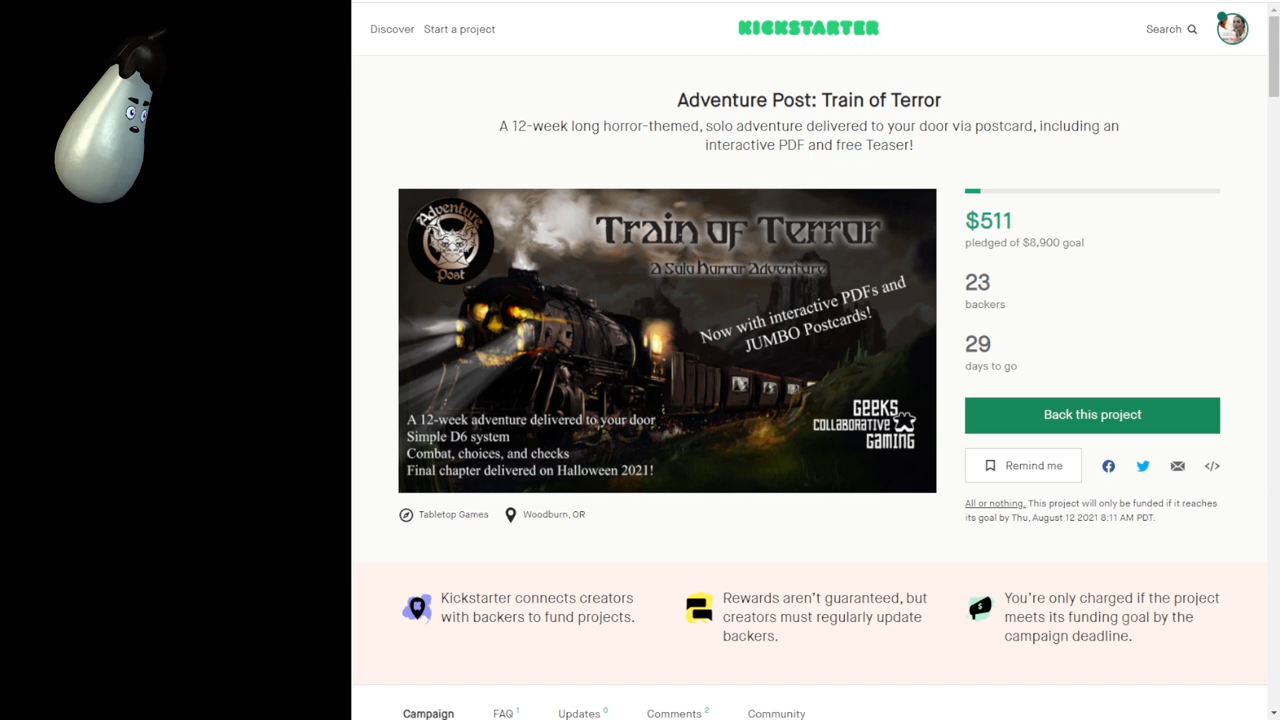 Discover Start a project KICKSTARTER Search
Adventure Post: Train of Terror
A 12-week long horror-themed, solo adventure delivered to your door via postcard, including an
interactive PDF and free Teaser!
Adventure
Post
Train of Terror
A Solo Horror Adventure
Now with interactive PDFs and
JUMBO Postcards!
A 12-week adventure delivered to your door
Simple D6 system
Combat, choices, and checks
Final chapter delivered on Halloween 2021!
GEEKS
COLLABORATIVE
GAMING
Tabletop Games Woodburn, OR
$511
pledged of $8,900 goal
23
backers
29
days to go
Back this project
Remind me
All or nothing. This project will only be funded if it reaches
its goal by Thu, August 12 2021 8:11 AM PDT.
Kickstarter connects creators
with backers to fund projects.
Rewards aren't guaranteed, but
creators must regularly update
backers.
You're only charged if the project
meets its funding goal by the
campaign deadline.
Campaign FAQ 1 Updates 0 Comments 2 Community